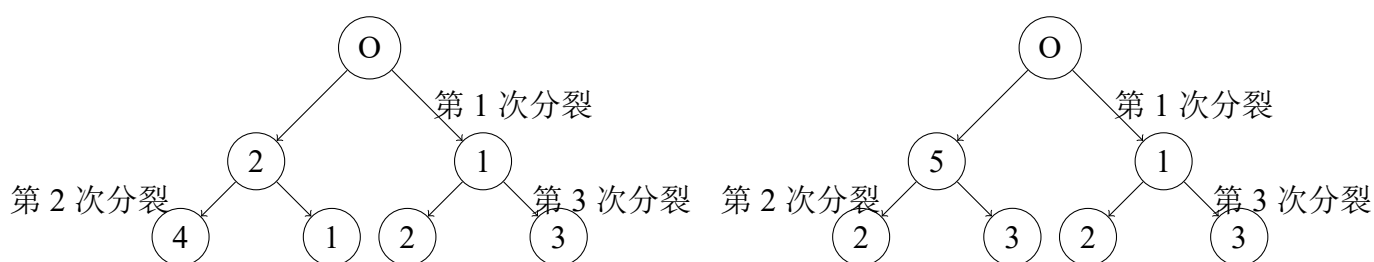 O O
第 1 次分裂 第 1 次分裂
2 1 5 1
第 2 次分裂 第 3 次分裂 第 2 次分裂 第 3 次分裂
4 1 2 3 2 3 2 3